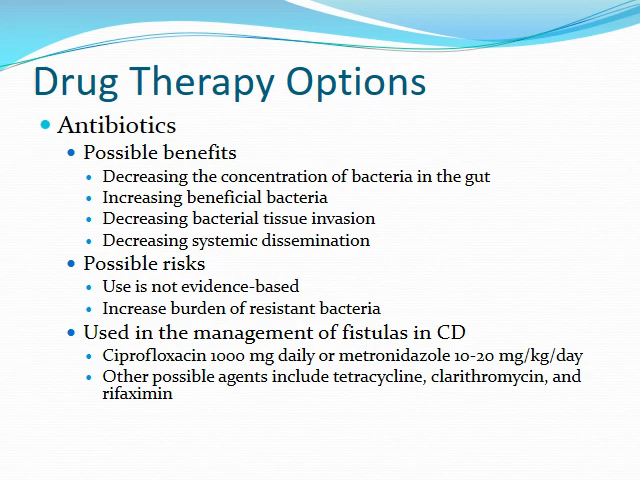 Drug Therapy Options
Antibiotics
Possible benefits
Decreasing the concentration of bacteria in the gut
Increasing beneficial bacteria
Decreasing bacterial tissue invasion
Decreasing systemic dissemination
Possible risks
Use is not evidence-based
Increase burden of resistant bacteria
Used in the management of fistulas in CD
Ciprofloxacin 1000 mg daily or metronidazole 10-20 mg/kg/day
Other possible agents include tetracycline, clarithromycin, and
rifaximin